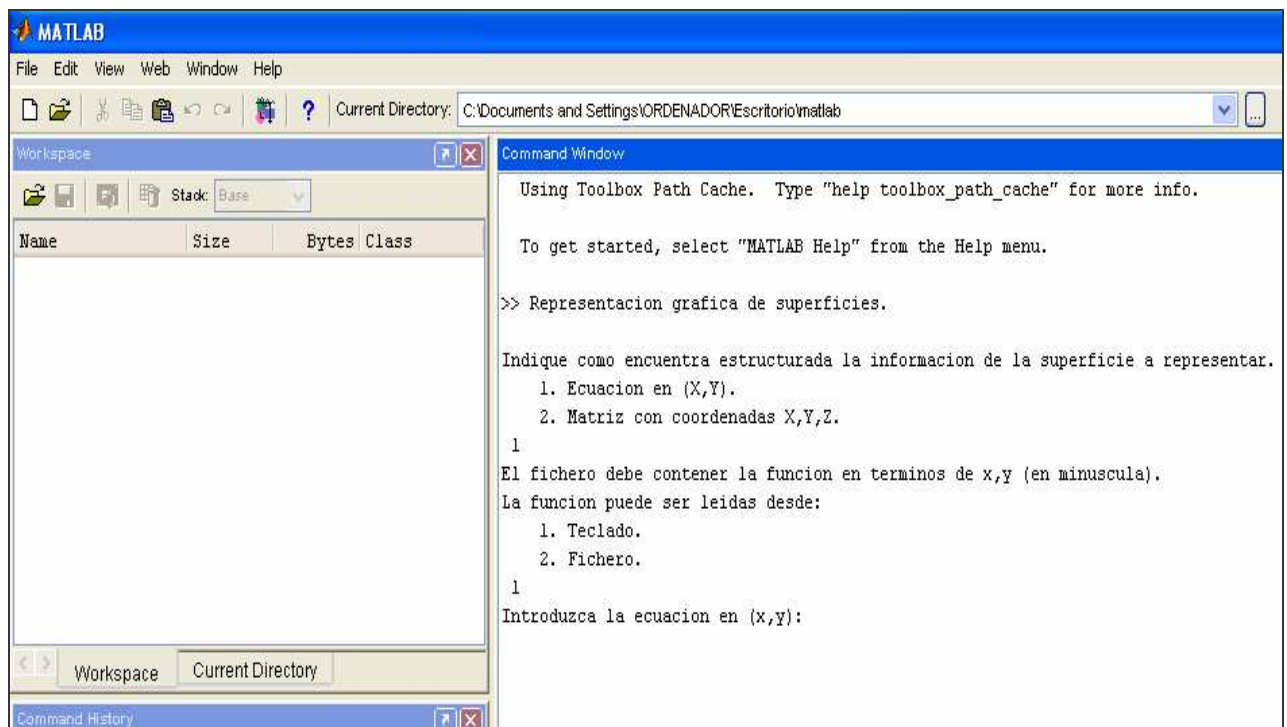 MATLAB
File Edit View Web Window Help
Current Directory: C:\Documents and Settings\ORDENADOR\Escritorio\matlab
Workspace
Stack: Base
Name Size Bytes Class
Workspace Current Directory
Command History
Command Window
Using Toolbox Path Cache. Type "help toolbox_path_cache" for more info.
To get started, select "MATLAB Help" from the Help menu.
>> Representacion grafica de superficies.
Indique como encuentra estructurada la informacion de la superficie a representar.
1. Ecuacion en (X,Y).
2. Matriz con coordenadas X,Y,Z.
1
El fichero debe contener la funcion en terminos de x,y (en minuscula).
La funcion puede ser leidas desde:
1. Teclado.
2. Fichero.
1
Introduzca la ecuacion en (x,y):